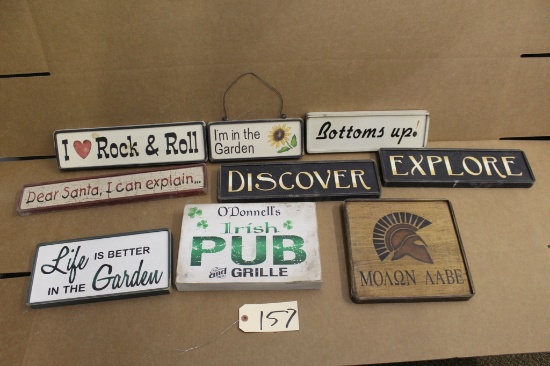 I ❤ Rock & Roll
I'm in the
Garden
Bottoms up!
Dear Santa, I can explain...
DISCOVER
EXPLORE
Life IS BETTER
IN THE Garden
O'Donnell's
Irish
PUB
and GRILLE
ΜΟΛΩΝ ΛΑΒΕ
157